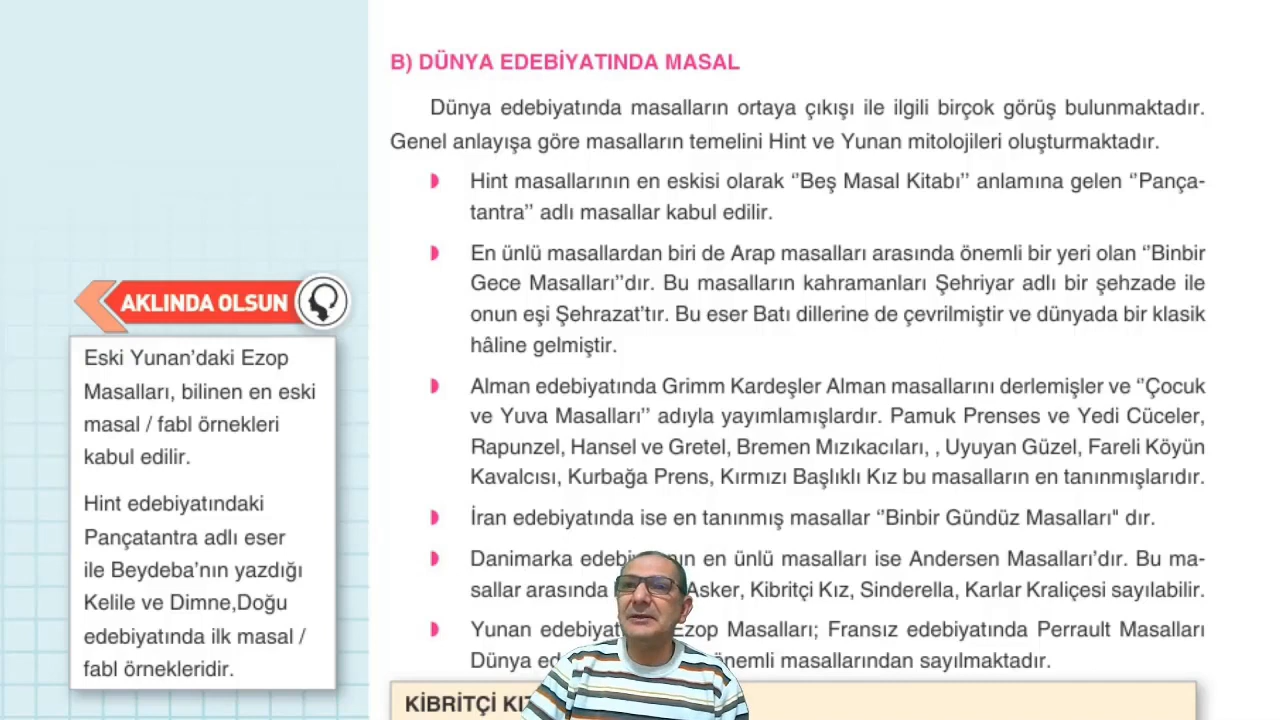 B) DÜNYA EDEBİYATINDA MASAL
Dünya edebiyatında masalların ortaya çıkışı ile ilgili birçok görüş bulunmaktadır.
Genel anlayışa göre masalların temelini Hint ve Yunan mitolojileri oluşturmaktadır.
Hint masallarının en eskisi olarak ‘’Beş Masal Kitabı’’ anlamına gelen ‘’Pança-
tantra’’ adlı masallar kabul edilir.
En ünlü masallardan biri de Arap masalları arasında önemli bir yeri olan ‘’Binbir
Gece Masalları’’dır. Bu masalların kahramanları Şehriyar adlı bir şehzade ile
onun eşi Şehrazat’tır. Bu eser Batı dillerine de çevrilmiştir ve dünyada bir klasik
hâline gelmiştir.
Alman edebiyatında Grimm Kardeşler Alman masallarını derlemişler ve ‘’Çocuk
ve Yuva Masalları’’ adıyla yayımlamışlardır. Pamuk Prenses ve Yedi Cüceler,
Rapunzel, Hansel ve Gretel, Bremen Mızıkacıları, , Uyuyan Güzel, Fareli Köyün
Kavalcısı, Kurbağa Prens, Kırmızı Başlıklı Kız bu masalların en tanınmışlarıdır.
İran edebiyatında ise en tanınmış masallar ‘’Binbir Gündüz Masalları" dır.
Danimarka en ünlü masalları ise Andersen Masalları’dır. Bu ma-
sallar arasında Asker, Kibritçi Kız, Sinderella, Karlar Kraliçesi sayılabilir.
Yunan Ezop Masalları; Fransız edebiyatında Perrault Masalları
Dünya önemli masallarından sayılmaktadır.
KİBRİTÇİ
AKLINDA OLSUN
Eski Yunan’daki Ezop
Masalları, bilinen en eski
masal / fabl örnekleri
kabul edilir.
Hint edebiyatındaki
Pançatantra adlı eser
ile Beydeba’nın yazdığı
Kelile ve Dimne,Doğu
edebiyatında ilk masal /
fabl örnekleridir.